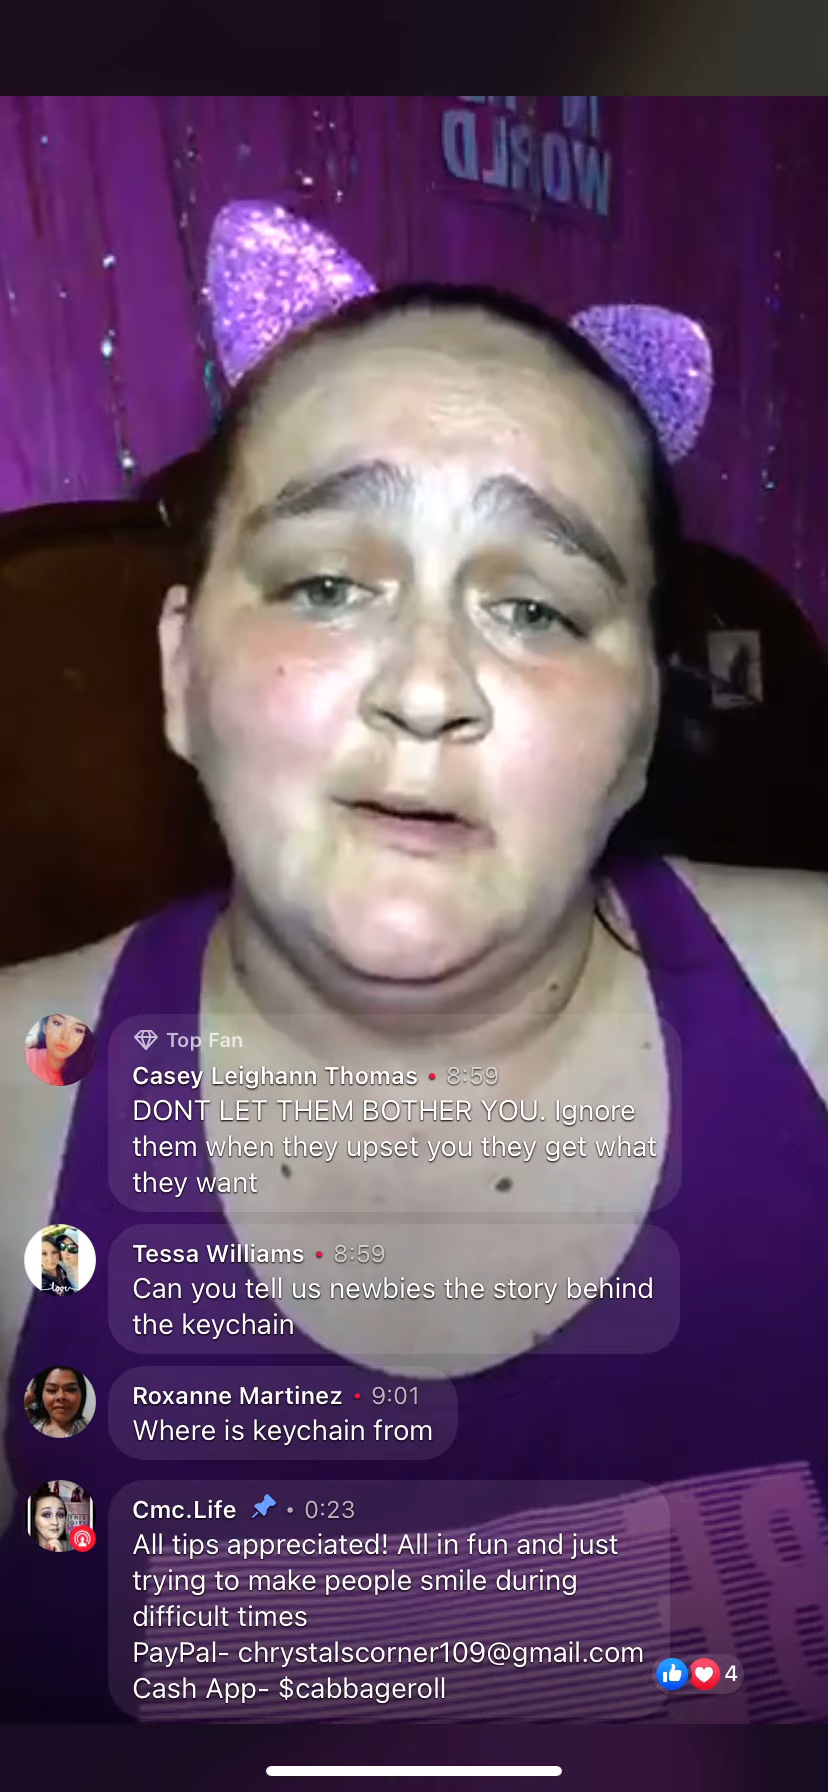 IN
WORLD
Top Fan
Casey Leighann Thomas • 8:59
DONT LET THEM BOTHER YOU. Ignore
them when they upset you they get what
they want
Tessa Williams • 8:59
Can you tell us newbies the story behind
the keychain
Roxanne Martinez • 9:01
Where is keychain from
Cmc.Life • 0:23
All tips appreciated! All in fun and just
trying to make people smile during
difficult times
PayPal- chrystalscorner109@gmail.com
Cash App- $cabbageroll
4